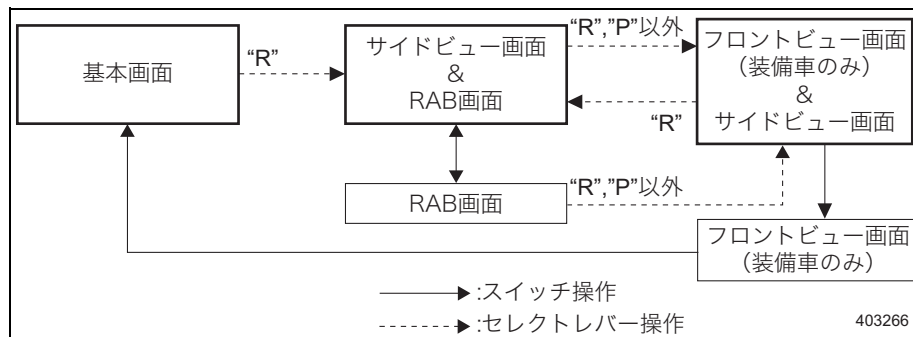 基本画面
“R”
サイドビュー画面
&
RAB画面
“R”,”P”以外
“R”
フロントビュー画面
（装備車のみ）
&
サイドビュー画面
RAB画面
“R”,”P”以外
フロントビュー画面
（装備車のみ）
:スイッチ操作
:セレクトレバー操作
403266